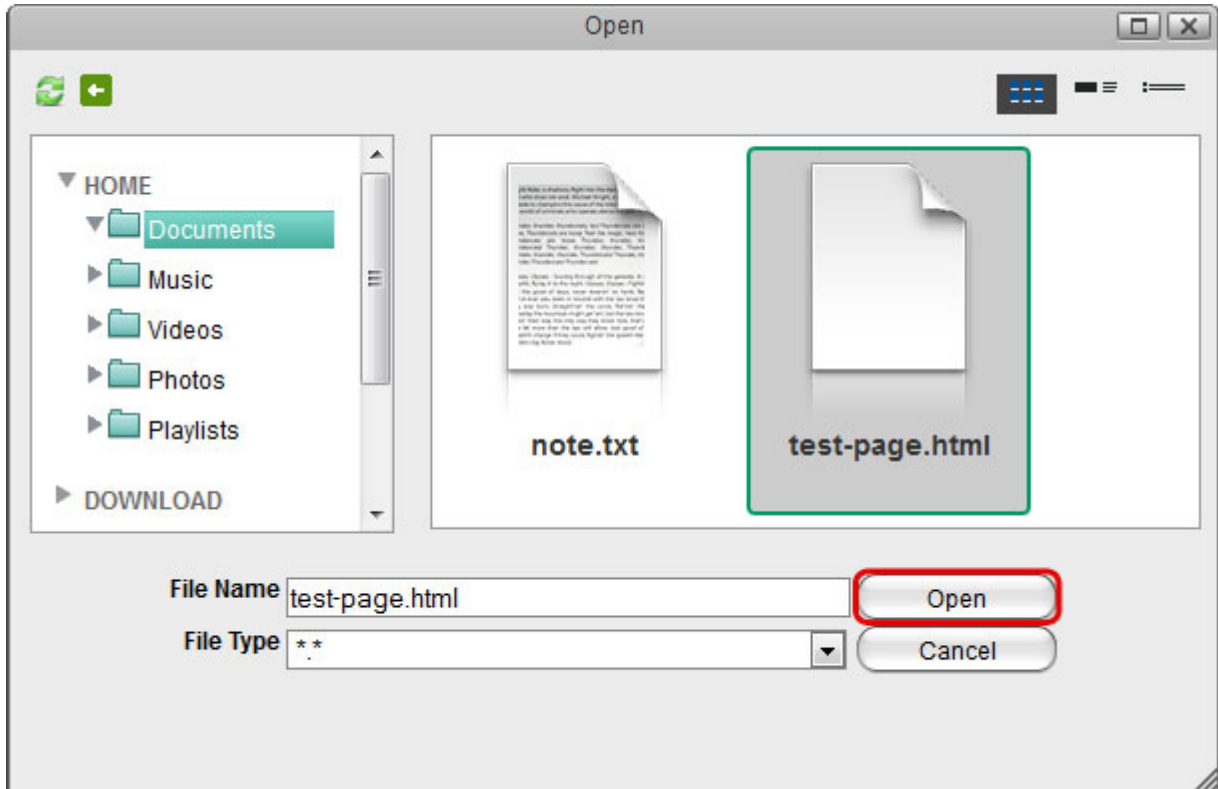 Open
HOME
Documents
Music
Videos
Photos
Playlists
DOWNLOAD
note.txt
test-page.html
File Name test-page.html
Open
File Type *.*
Cancel